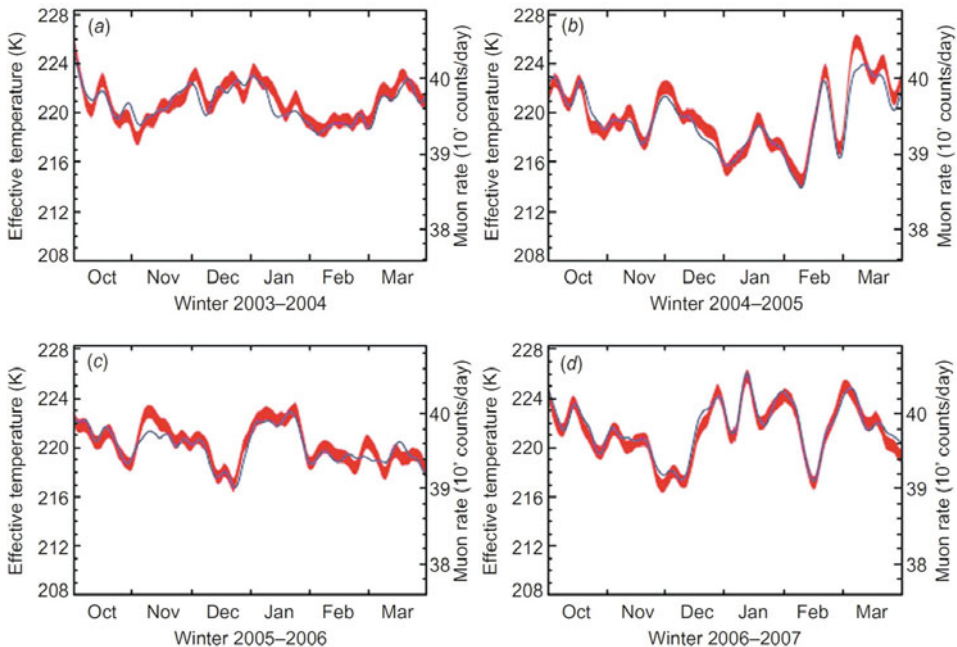 (a)
Effective temperature (K)
228
224
220
216
212
208
Muon rate (10' counts/day)
40
39
38
Oct Nov Dec Jan Feb Mar
Winter 2003–2004
(b)
Effective temperature (K)
228
224
220
216
212
208
Muon rate (10' counts/day)
40
39
38
Oct Nov Dec Jan Feb Mar
Winter 2004–2005
(c)
Effective temperature (K)
228
224
220
216
212
208
Muon rate (10' counts/day)
40
39
38
Oct Nov Dec Jan Feb Mar
Winter 2005–2006
(d)
Effective temperature (K)
228
224
220
216
212
208
Muon rate (10' counts/day)
40
39
38
Oct Nov Dec Jan Feb Mar
Winter 2006–2007